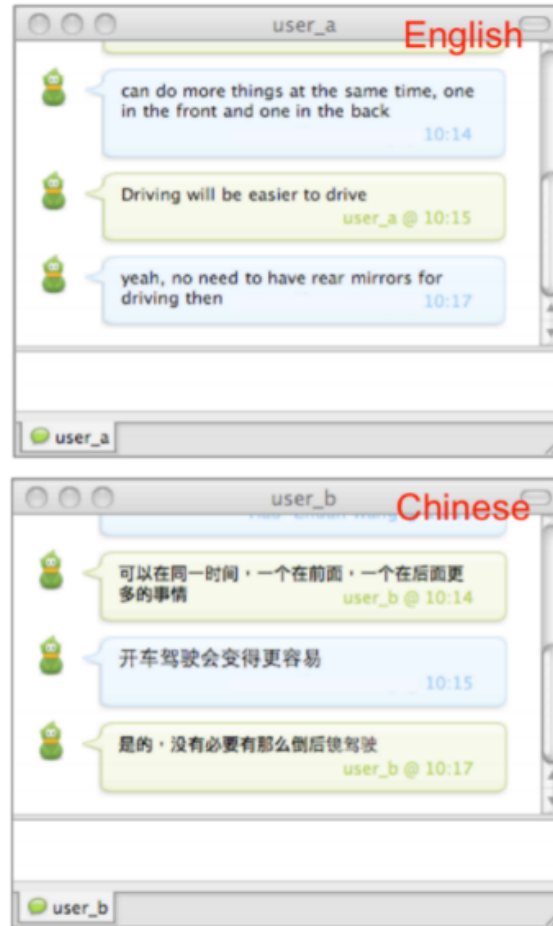 user_a
English
can do more things at the same time, one
in the front and one in the back
10:14
Driving will be easier to drive
user_a @ 10:15
yeah, no need to have rear mirrors for
driving then
10:17
user_a
user_b
Chinese
可以在同一时间，一个在前面，一个在后面更
多的事情
user_b @ 10:14
开车驾驶会变得更容易
10:15
是的，没有必要有那么倒后镜驾驶
user_b @ 10:17
user_b